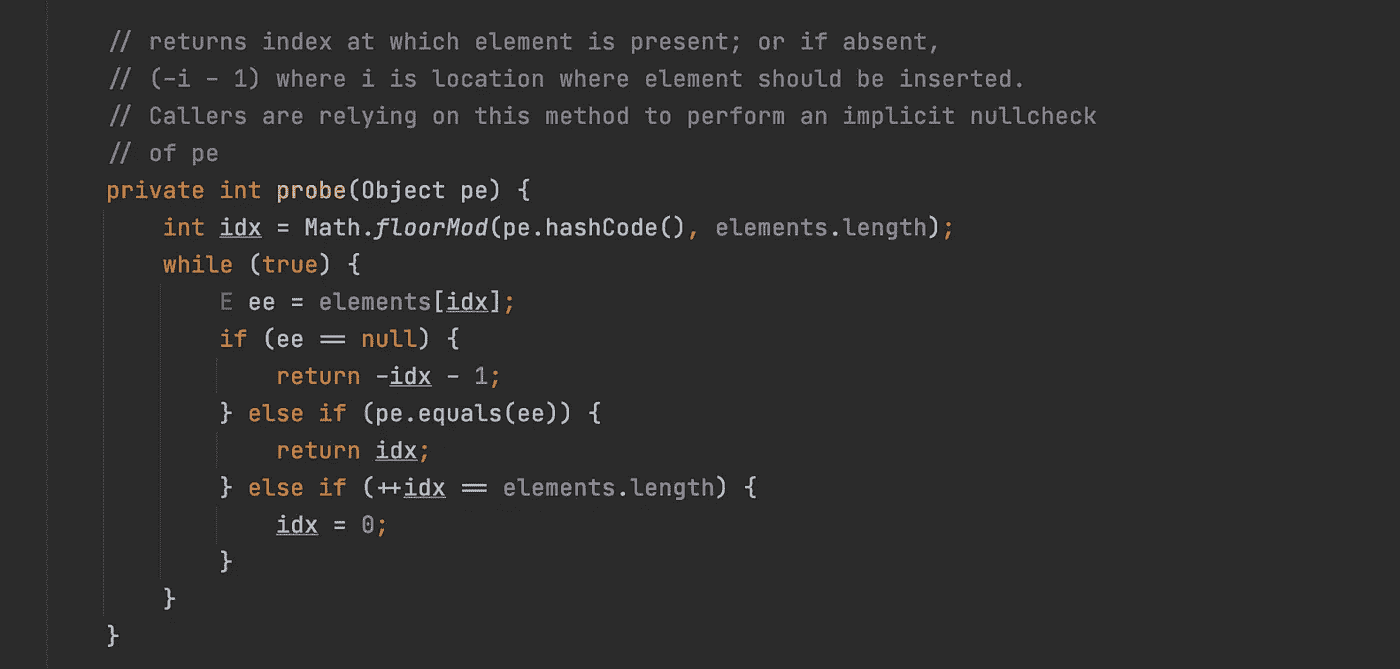 // returns index at which element is present; or if absent,
// (-i - 1) where i is location where element should be inserted.
// Callers are relying on this method to perform an implicit nullcheck
// of pe
private int probe(Object pe) {
    int idx = Math.floorMod(pe.hashCode(), elements.length);
    while (true) {
        E ee = elements[idx];
        if (ee == null) {
            return -idx - 1;
        } else if (pe.equals(ee)) {
            return idx;
        } else if (++idx == elements.length) {
            idx = 0;
        }
    }
}